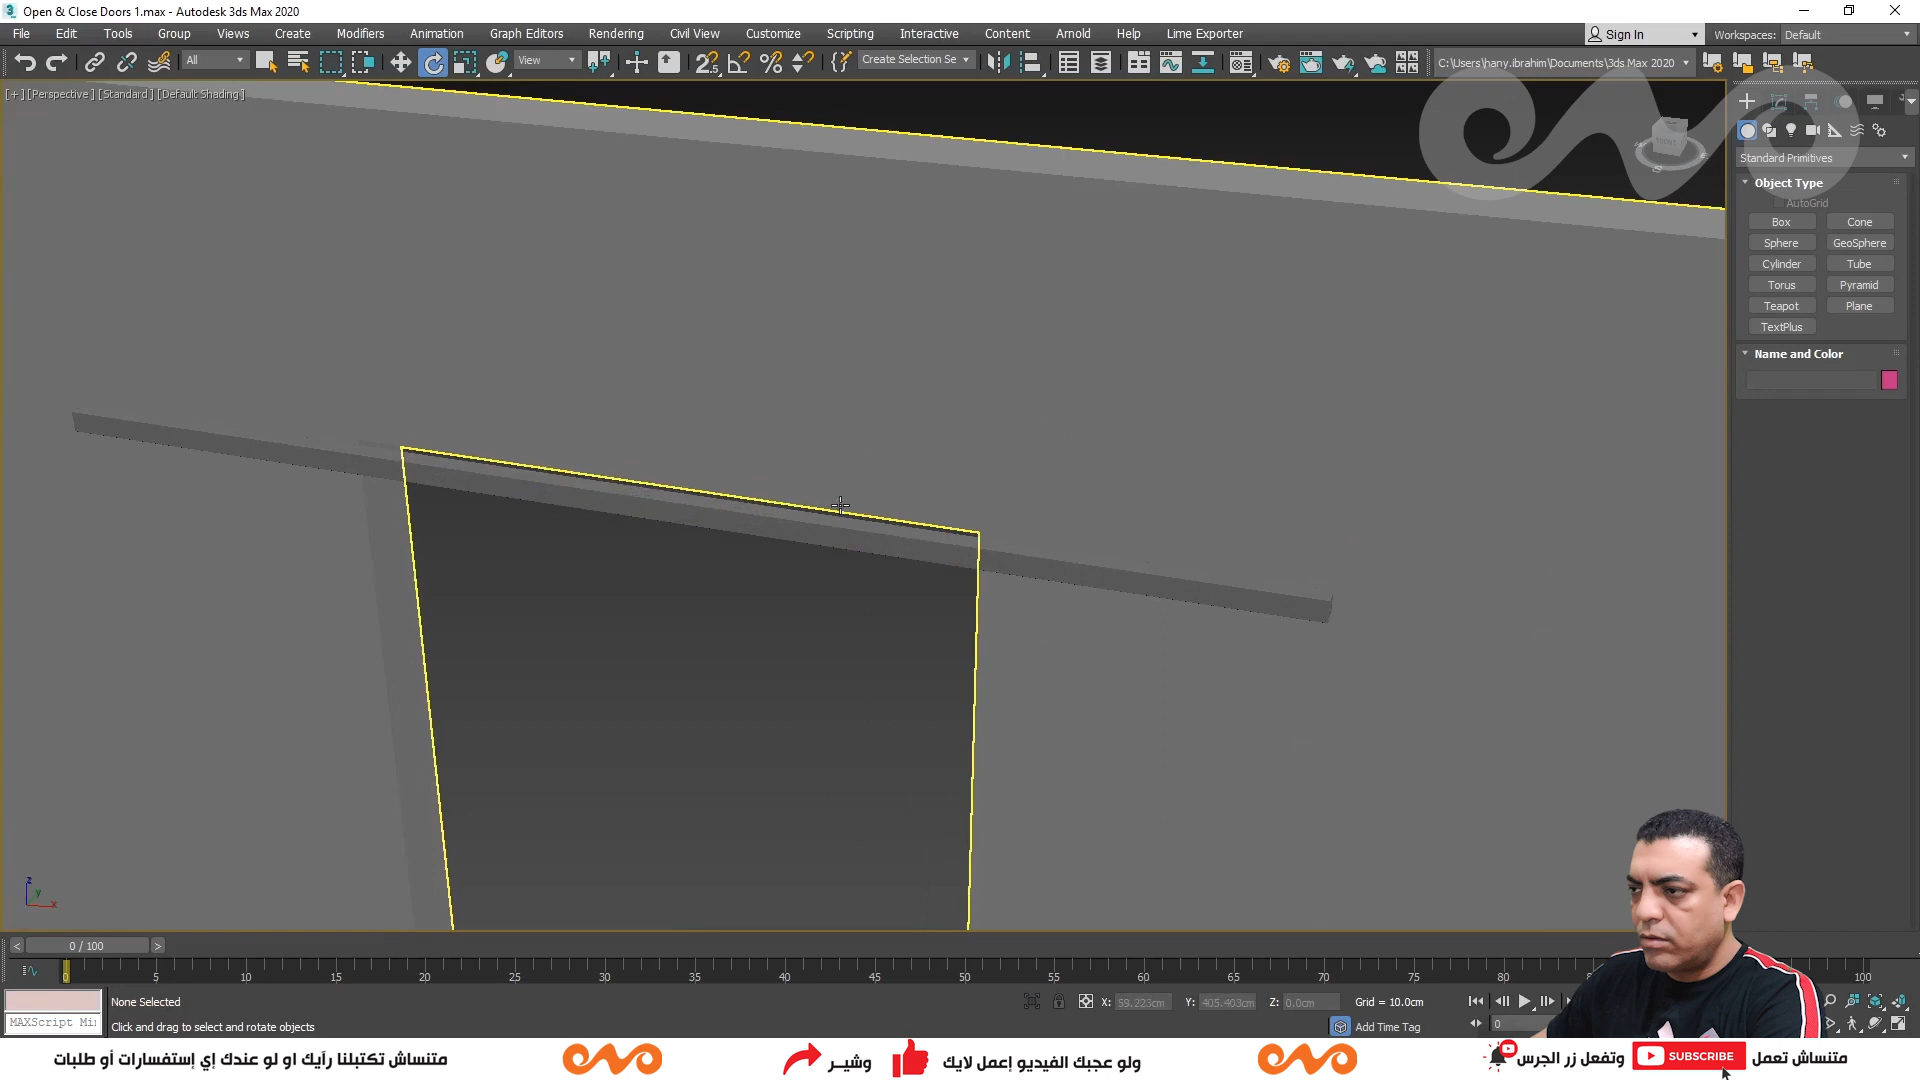 Open & Close Doors 1.max - Autodesk 3ds Max 2020
File Edit Tools Group Views Create Modifiers Animation Graph Editors Rendering Civil View Customize Scripting Interactive Content Arnold Help Lime Exporter
Sign In Workspaces: Default
All View Create Selection Se C:\Users\hany.ibrahim\Documents\3ds Max 2020
[+][Perspective][Standard][Default Shading]
Standard Primitives
Object Type
AutoGrid
Box Cone
Sphere GeoSphere
Cylinder Tube
Torus Pyramid
Teapot Plane
TextPlus
Name and Color
0 / 100
0 5 10 15 20 25 30 35 40 45 50 55 60 65 70 75 80 100
None Selected X: 59.223cm Y: 405.403cm Z: 0.0cm Grid = 10.0cm
MAXScript Mi
Click and drag to select and rotate objects
Add Time Tag 0
متنساش تعمل SUBSCRIBE وتفعل زر الجرس
ولو عجبك الفيديو إعمل لايك وشير
متنساش تكتبلنا رآيك او لو عندك إي إستفسارات أو طلبات